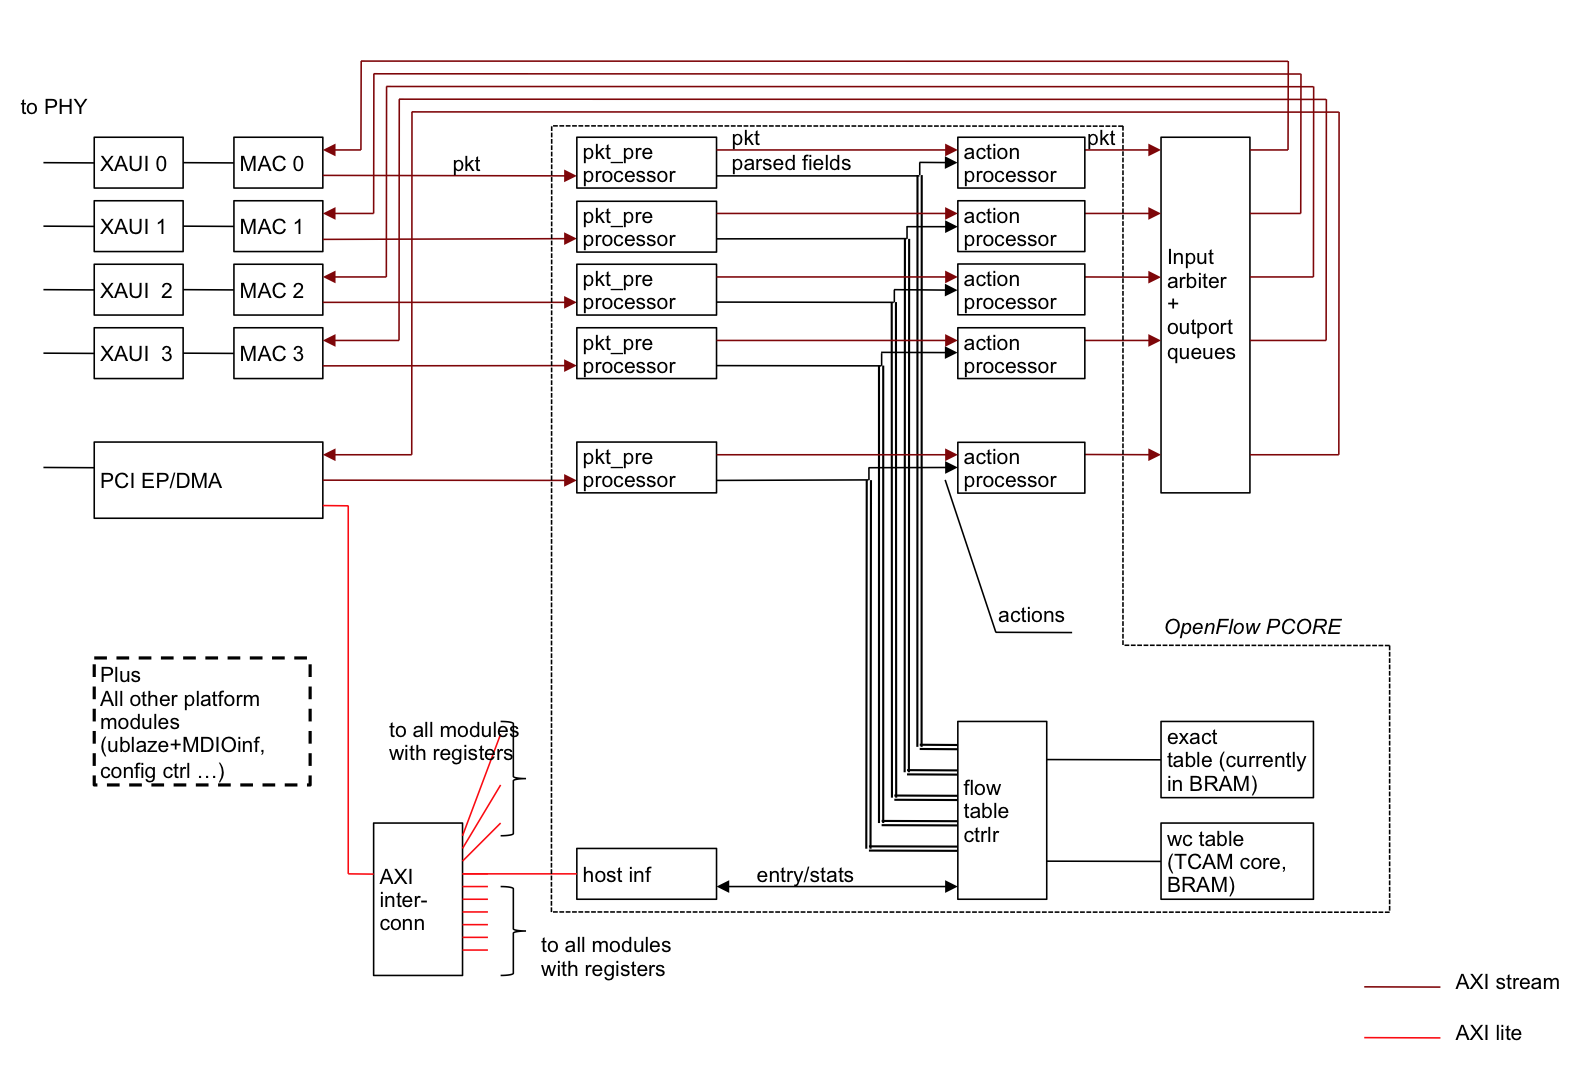 to PHY
XAUI 0
MAC 0
pkt
pkt_pre
processor
pkt
parsed fields
action
processor
pkt
XAUI 1
MAC 1
pkt_pre
processor
action
processor
XAUI  2
MAC 2
pkt_pre
processor
action
processor
XAUI  3
MAC 3
pkt_pre
processor
action
processor
Input
arbiter
+
outport
queues
PCI EP/DMA
pkt_pre
processor
action
processor
actions
OpenFlow PCORE
Plus
All other platform
modules
(ublaze+MDIOinf,
config ctrl …)
to all modules
with registers
AXI
inter-
conn
host inf
entry/stats
flow
table
ctrlr
exact
table (currently
in BRAM)
wc table
(TCAM core,
BRAM)
to all modules
with registers
AXI stream
AXI lite